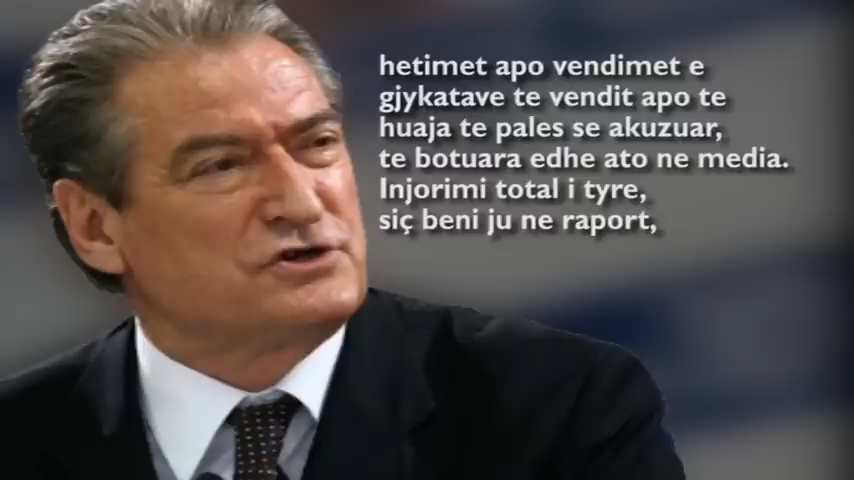 hetimet apo vendimet e
gjykatave te vendit apo te
huaja te pales se akuzuar,
te botuara edhe ato ne media.
Injorimi total i tyre,
siç beni ju ne raport,